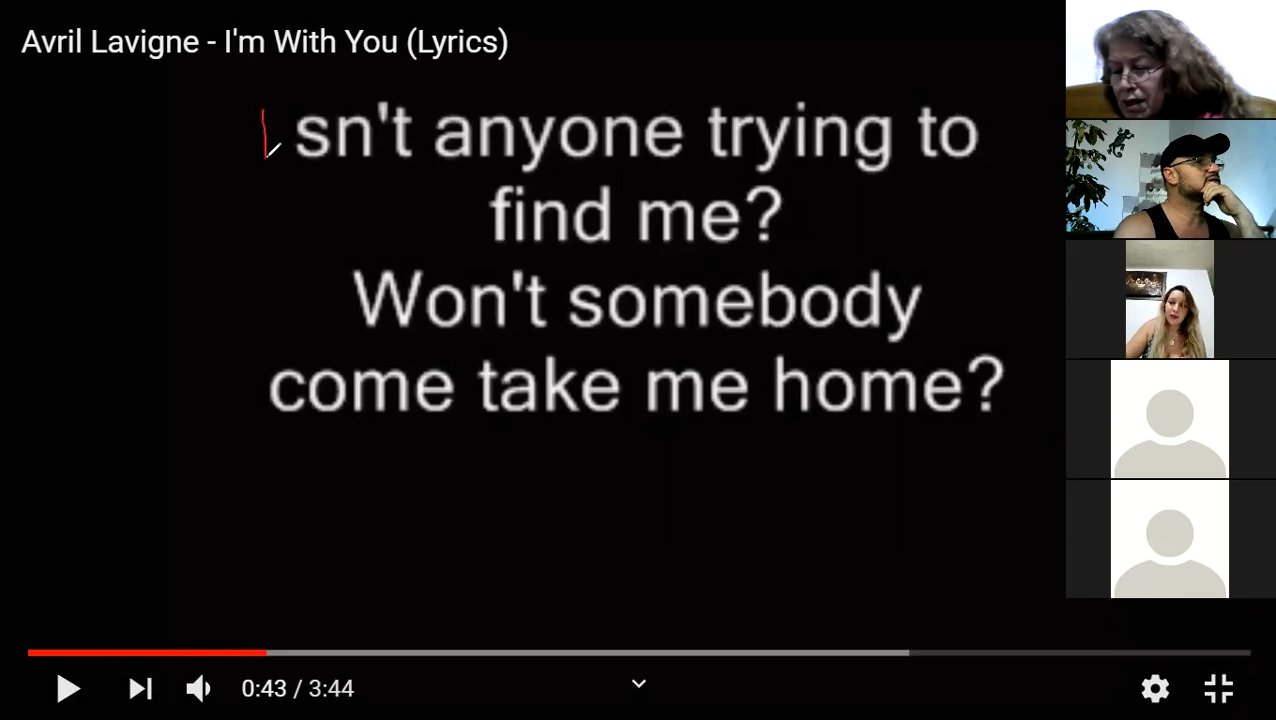 Avril Lavigne - I'm With You (Lyrics)
Isn't anyone trying to
find me?
Won't somebody
come take me home?
0:43 / 3:44